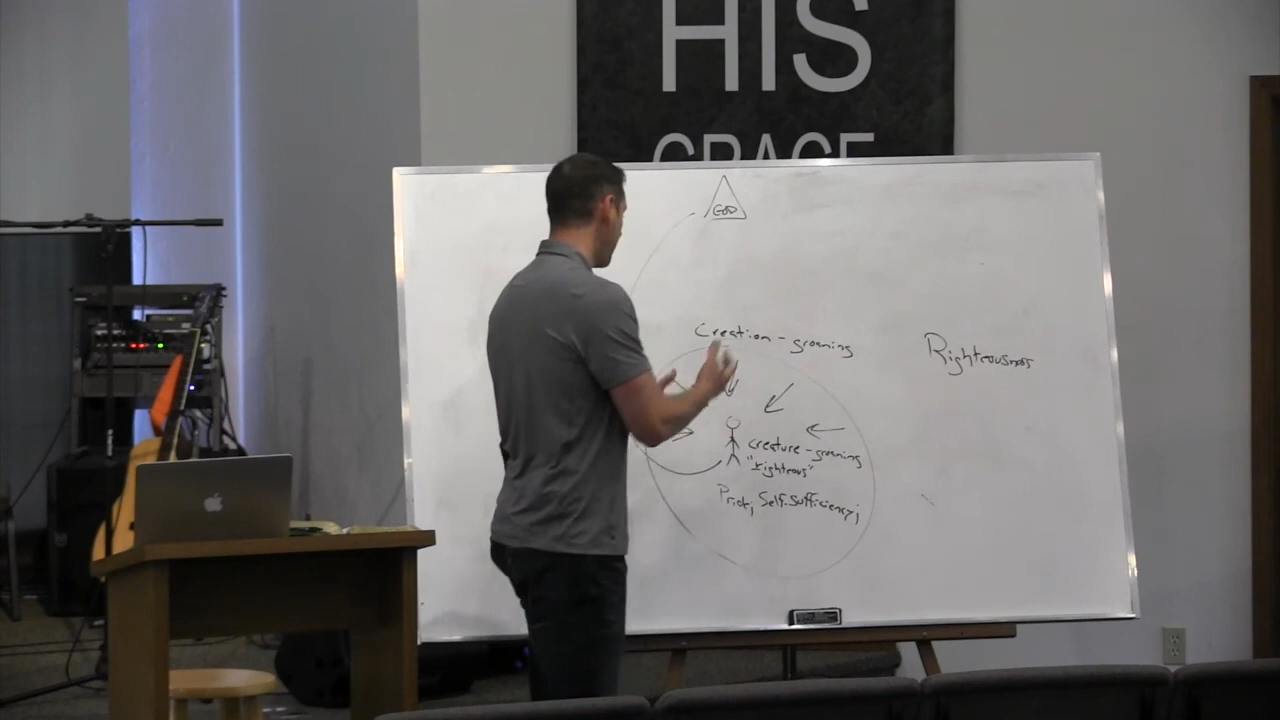 HIS
GRACE
GOD
Creation - groaning
Righteousness
creature - groaning
"righteous"
Pride; Self-sufficiency;